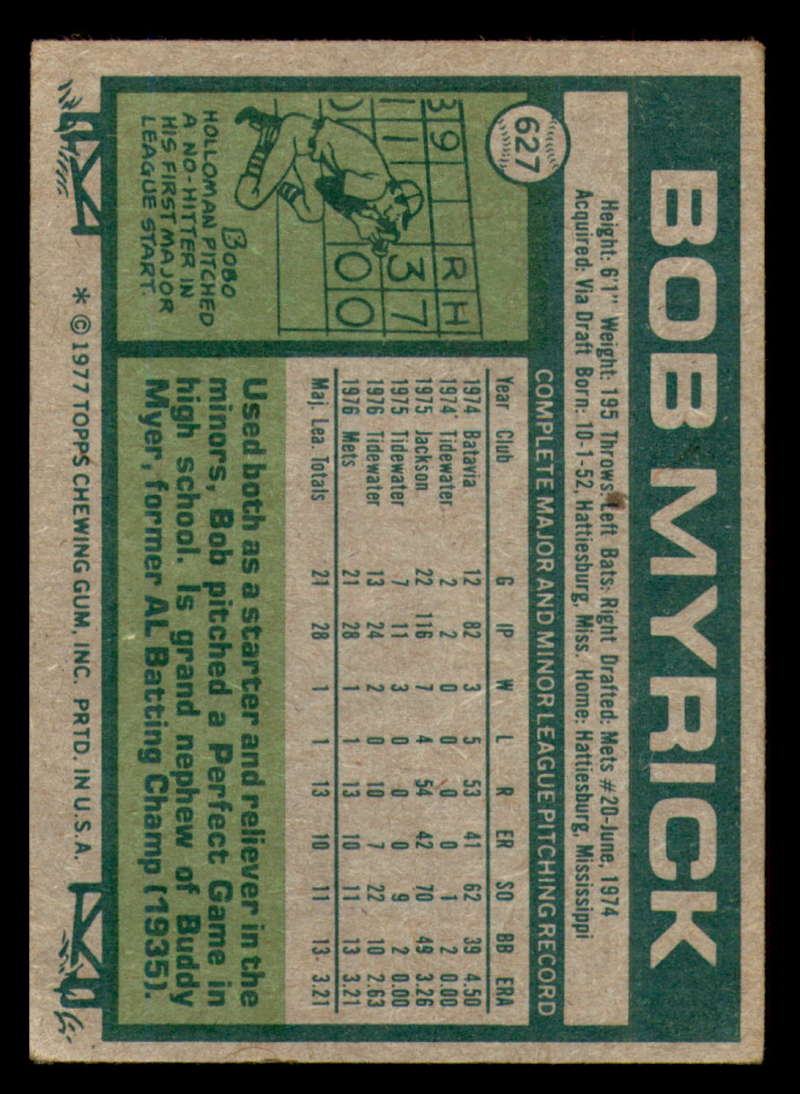 627
BOB MYRICK
Height: 6'1" Weight: 195 Throws: Left Bats: Right Drafted: Mets #20-June, 1974
Acquired: Via Draft Born: 10-1-52, Hattiesburg, Miss. Home: Hattiesburg, Mississippi
COMPLETE MAJOR AND MINOR LEAGUE PITCHING RECORD
Year Club G IP W L R ER SO BB ERA
1974 Batavia 12 82 3 5 53 41 62 39 4.50
1974 Tidewater 2 2 0 0 0 0 1 2 0.00
1975 Jackson 22 116 7 4 54 42 70 49 3.26
1975 Tidewater 7 11 3 0 0 0 9 2 0.00
1976 Tidewater 13 24 2 0 10 7 22 10 2.63
1976 Mets 21 28 1 1 13 10 11 13 3.21
Maj. Lea. Totals 21 28 1 1 13 10 11 13 3.21
39 R H
1 1 3 7
0 0 0
BOBO
HOLLOMAN PITCHED
A NO-HITTER IN
HIS FIRST MAJOR
LEAGUE START.
Used both as a starter and reliever in the
minors, Bob pitched a Perfect Game in
high school. Is grand nephew of Buddy
Myer, former AL Batting Champ (1935).
* © 1977 TOPPS CHEWING GUM, INC. PRTD. IN U.S.A.